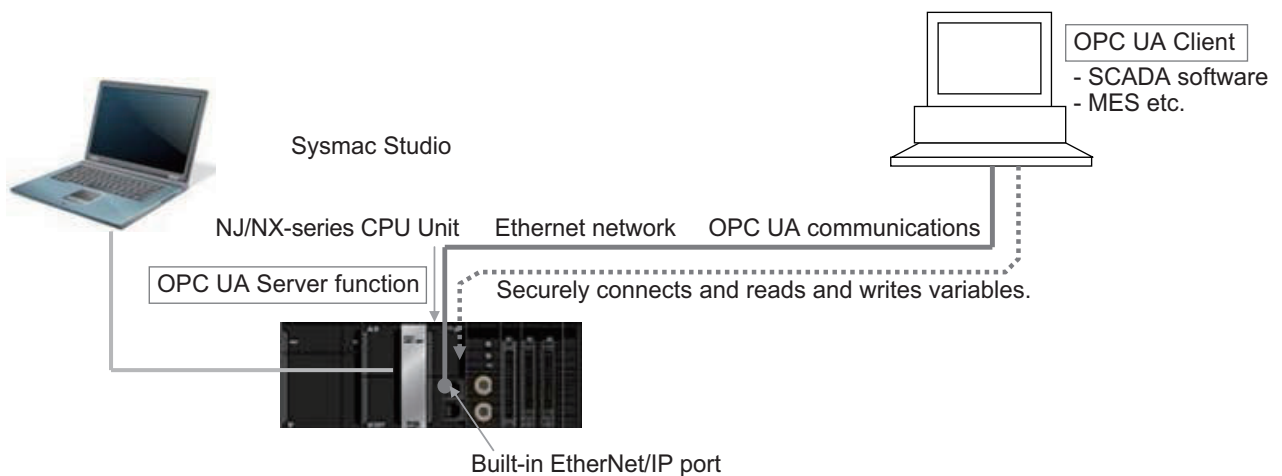 OPC UA Client
- SCADA software
- MES etc.
Sysmac Studio
NJ/NX-series CPU Unit
Ethernet network
OPC UA communications
OPC UA Server function
Securely connects and reads and writes variables.
Built-in EtherNet/IP port